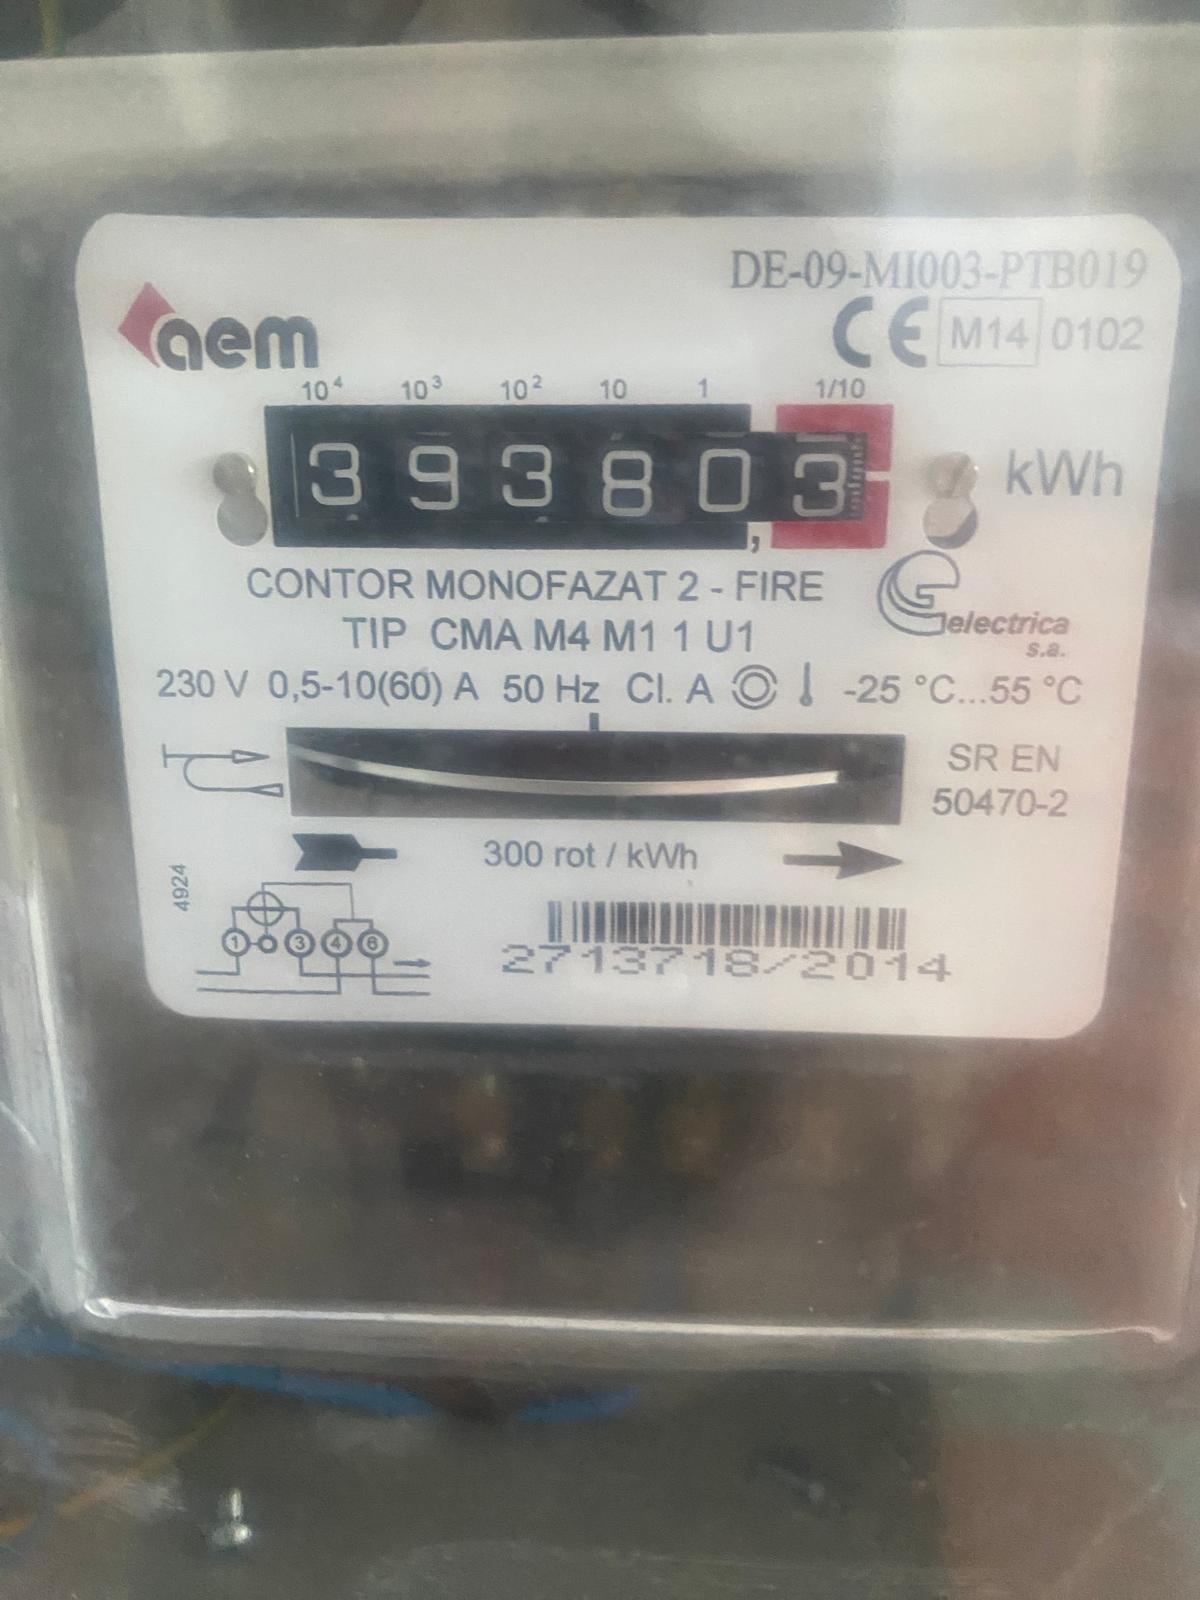 DE-09-MI003-PTB019
aem
CE M14 0102
10⁴ 10³ 10² 10 1 1/10
3 9 3 8 0 , 3 kWh
CONTOR MONOFAZAT 2 - FIRE
electrica
s.a.
TIP CMA M4 M1 1 U1
230 V 0,5-10(60) A 50 Hz Cl. A -25 °C...55 °C
SR EN
50470-2
300 rot / kWh
4924
1 3 4 6
2713718/2014